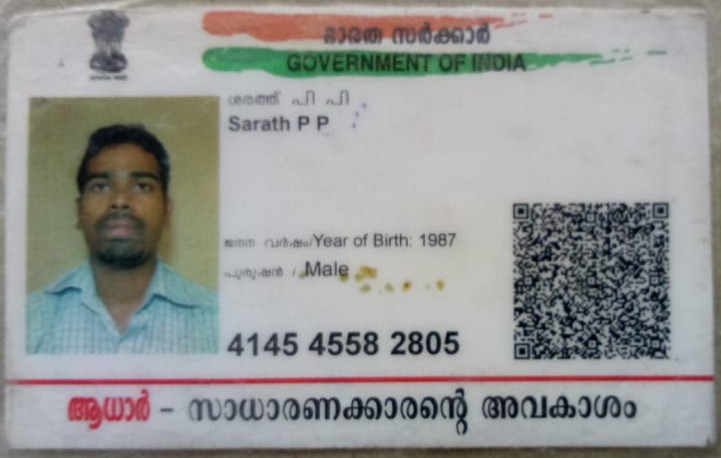 ഭാരത സർക്കാർ
GOVERNMENT OF INDIA
ശരത്ത് പി പി
Sarath P P
ജനന വർഷം/Year of Birth: 1987
പുരുഷൻ / Male
4145 4558 2805
ആധാർ - സാധാരണക്കാരന്റെ അവകാശം